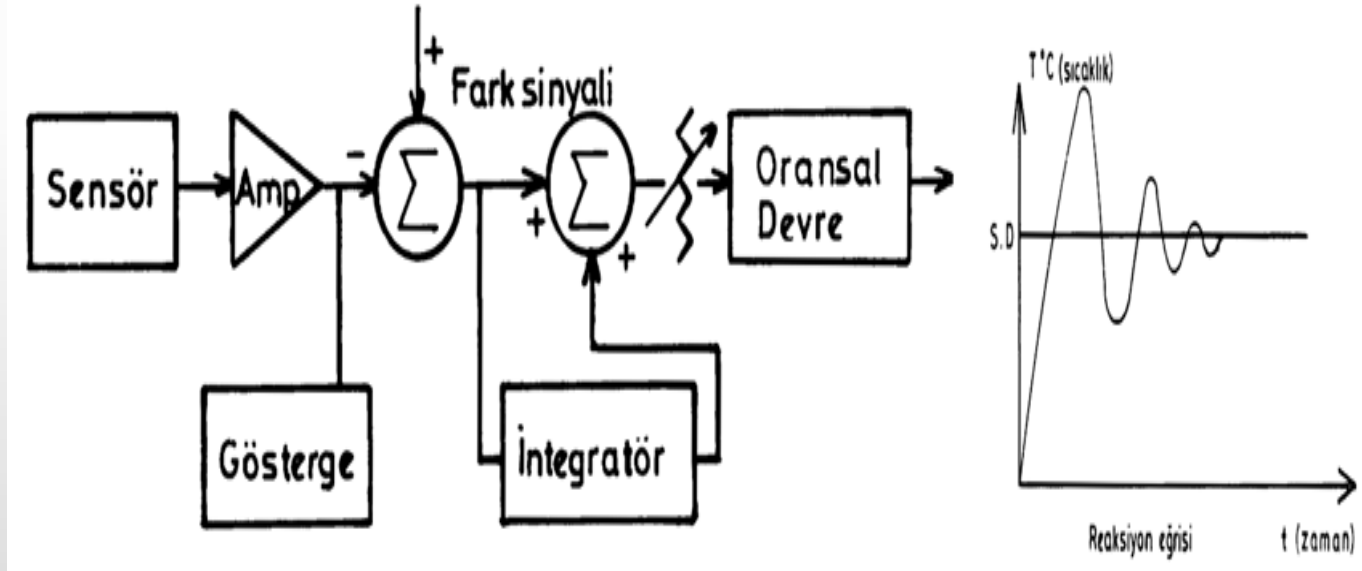 +
Fark sinyali
Sensör
Amp
-
Σ
+
Σ
+
Oransal
Devre
Gösterge
İntegratör
T°C (sıcaklık)
S.D
Reaksiyon eğrisi
t (zaman)